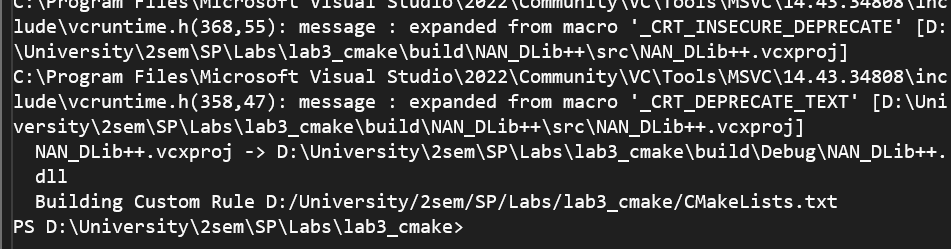 C:\Program Files\Microsoft Visual Studio\2022\Community\VC\Tools\MSVC\14.43.34808\inc
lude\vcruntime.h(368,55): message : expanded from macro '_CRT_INSECURE_DEPRECATE' [D:
\University\2sem\SP\Labs\lab3_cmake\build\NAN_DLib++\src\NAN_DLib++.vcxproj]
C:\Program Files\Microsoft Visual Studio\2022\Community\VC\Tools\MSVC\14.43.34808\inc
lude\vcruntime.h(358,47): message : expanded from macro '_CRT_DEPRECATE_TEXT' [D:\Uni
versity\2sem\SP\Labs\lab3_cmake\build\NAN_DLib++\src\NAN_DLib++.vcxproj]
  NAN_DLib++.vcxproj -> D:\University\2sem\SP\Labs\lab3_cmake\build\Debug\NAN_DLib++.
  dll
  Building Custom Rule D:/University/2sem/SP/Labs/lab3_cmake/CMakeLists.txt
PS D:\University\2sem\SP\Labs\lab3_cmake>